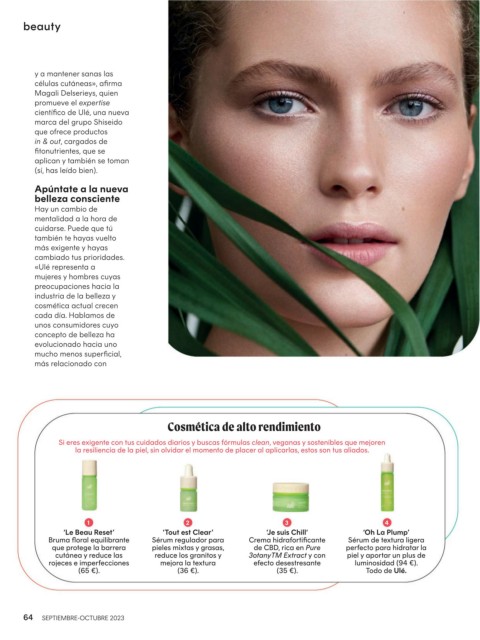 beauty
y a mantener sanas las
células cutáneas», afirma
Magali Delserieys, quien
promueve el expertise
científico de Ulé, una nueva
marca del grupo Shiseido
que ofrece productos
in & out, cargados de
fitonutrientes, que se
aplican y también se toman
(sí, has leído bien).
Apúntate a la nueva
belleza consciente
Hay un cambio de
mentalidad a la hora de
cuidarse. Puede que tú
también te hayas vuelto
más exigente y hayas
cambiado tus prioridades.
«Ulé representa a
mujeres y hombres cuyas
preocupaciones hacia la
industria de la belleza y
cosmética actual crecen
cada día. Hablamos de
unos consumidores cuyo
concepto de belleza ha
evolucionado hacia uno
mucho menos superficial,
más relacionado con
Cosmética de alto rendimiento
Si eres exigente con tus cuidados diarios y buscas fórmulas clean, veganas y sostenibles que mejoren
la resiliencia de la piel, sin olvidar el momento de placer al aplicarlas, estos son tus aliados.
1
'Le Beau Reset'
Bruma floral equilibrante
que protege la barrera
cutánea y reduce las
rojeces e imperfecciones
(65 €).
2
'Tout est Clear'
Sérum regulador para
pieles mixtas y grasas,
reduce los granitos y
mejora la textura
(36 €).
3
'Je suis Chill'
Crema hidrafortificante
de CBD, rica en Pure
3otanyTM Extract y con
efecto desestresante
(35 €).
4
'Oh La Plump'
Sérum de textura ligera
perfecto para hidratar la
piel y aportar un plus de
luminosidad (94 €).
Todo de Ulé.
64 SEPTIEMBRE-OCTUBRE 2023